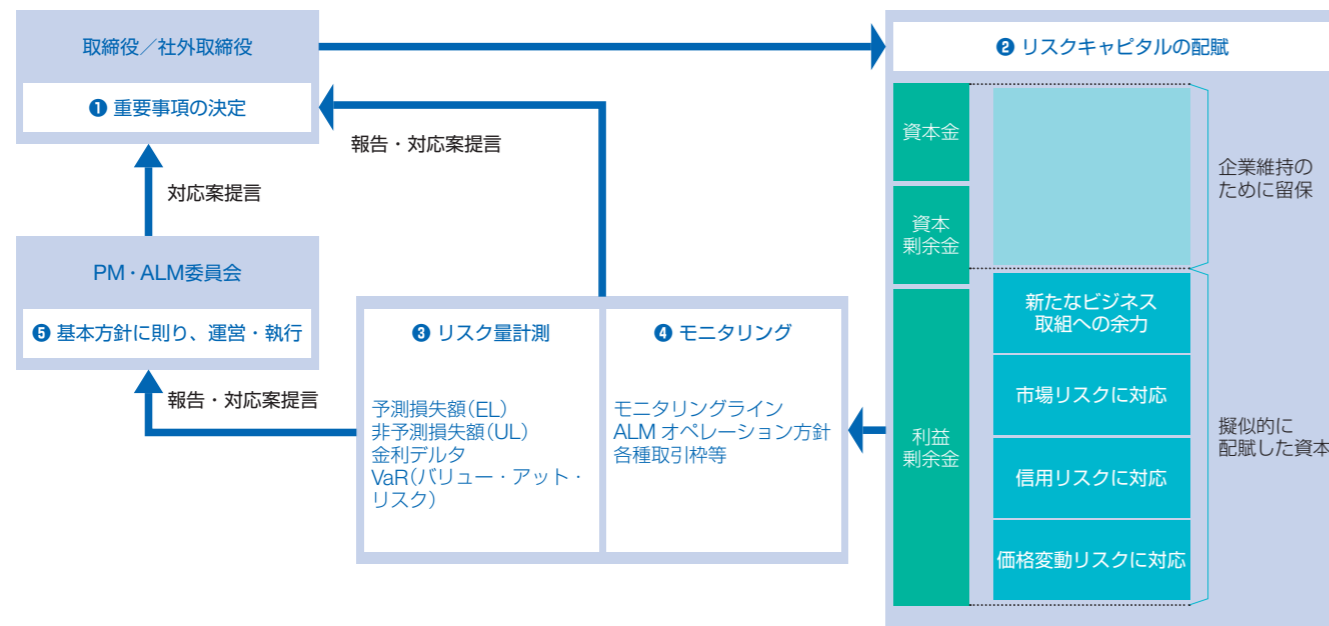 取締役／社外取締役
❶ 重要事項の決定
報告・対応案提言
対応案提言
PM・ALM委員会
❺ 基本方針に則り、運営・執行
報告・対応案提言
❸ リスク量計測
予測損失額(EL)
非予測損失額(UL)
金利デルタ
VaR(バリュー・アット・
リスク)
❹ モニタリング
モニタリングライン
ALM オペレーション方針
各種取引枠等
❷ リスクキャピタルの配賦
資本金
資本
剰余金
利益
剰余金
企業維持の
ために留保
新たなビジネス
取組への余力
市場リスクに対応
信用リスクに対応
価格変動リスクに対応
擬似的に
配賦した資本